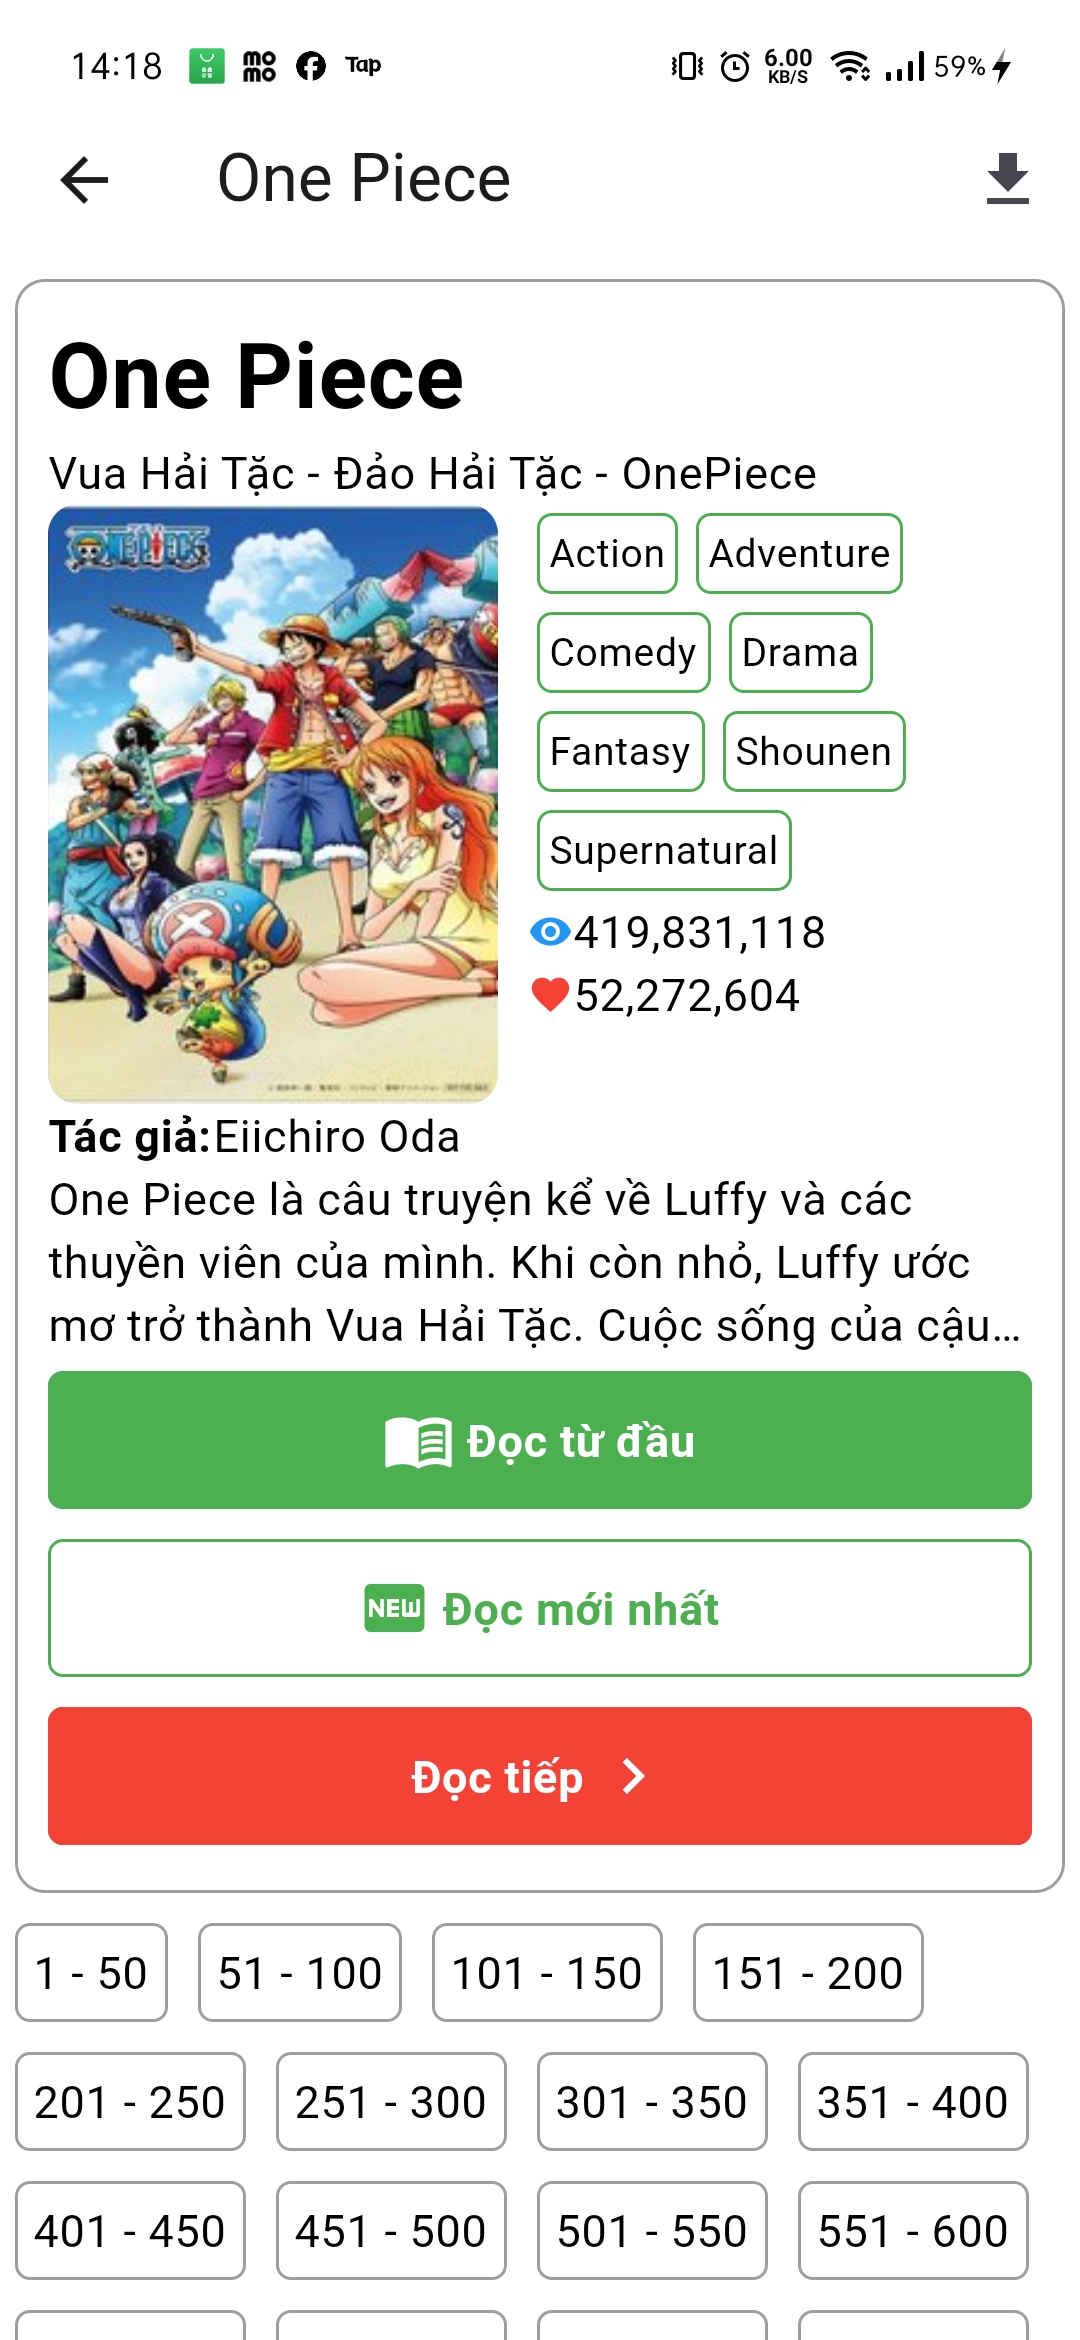 14:18 mo mo Tap 6.00 KB/S 59%
One Piece
One Piece
Vua Hải Tặc - Đảo Hải Tặc - OnePiece
ONE PIECE
Action Adventure
Comedy Drama
Fantasy Shounen
Supernatural
419,831,118
52,272,604
Tác giả:Eiichiro Oda
One Piece là câu truyện kể về Luffy và các
thuyền viên của mình. Khi còn nhỏ, Luffy ước
mơ trở thành Vua Hải Tặc. Cuộc sống của cậu...
Đọc từ đầu
NEW Đọc mới nhất
Đọc tiếp
1 - 50 51 - 100 101 - 150 151 - 200
201 - 250 251 - 300 301 - 350 351 - 400
401 - 450 451 - 500 501 - 550 551 - 600